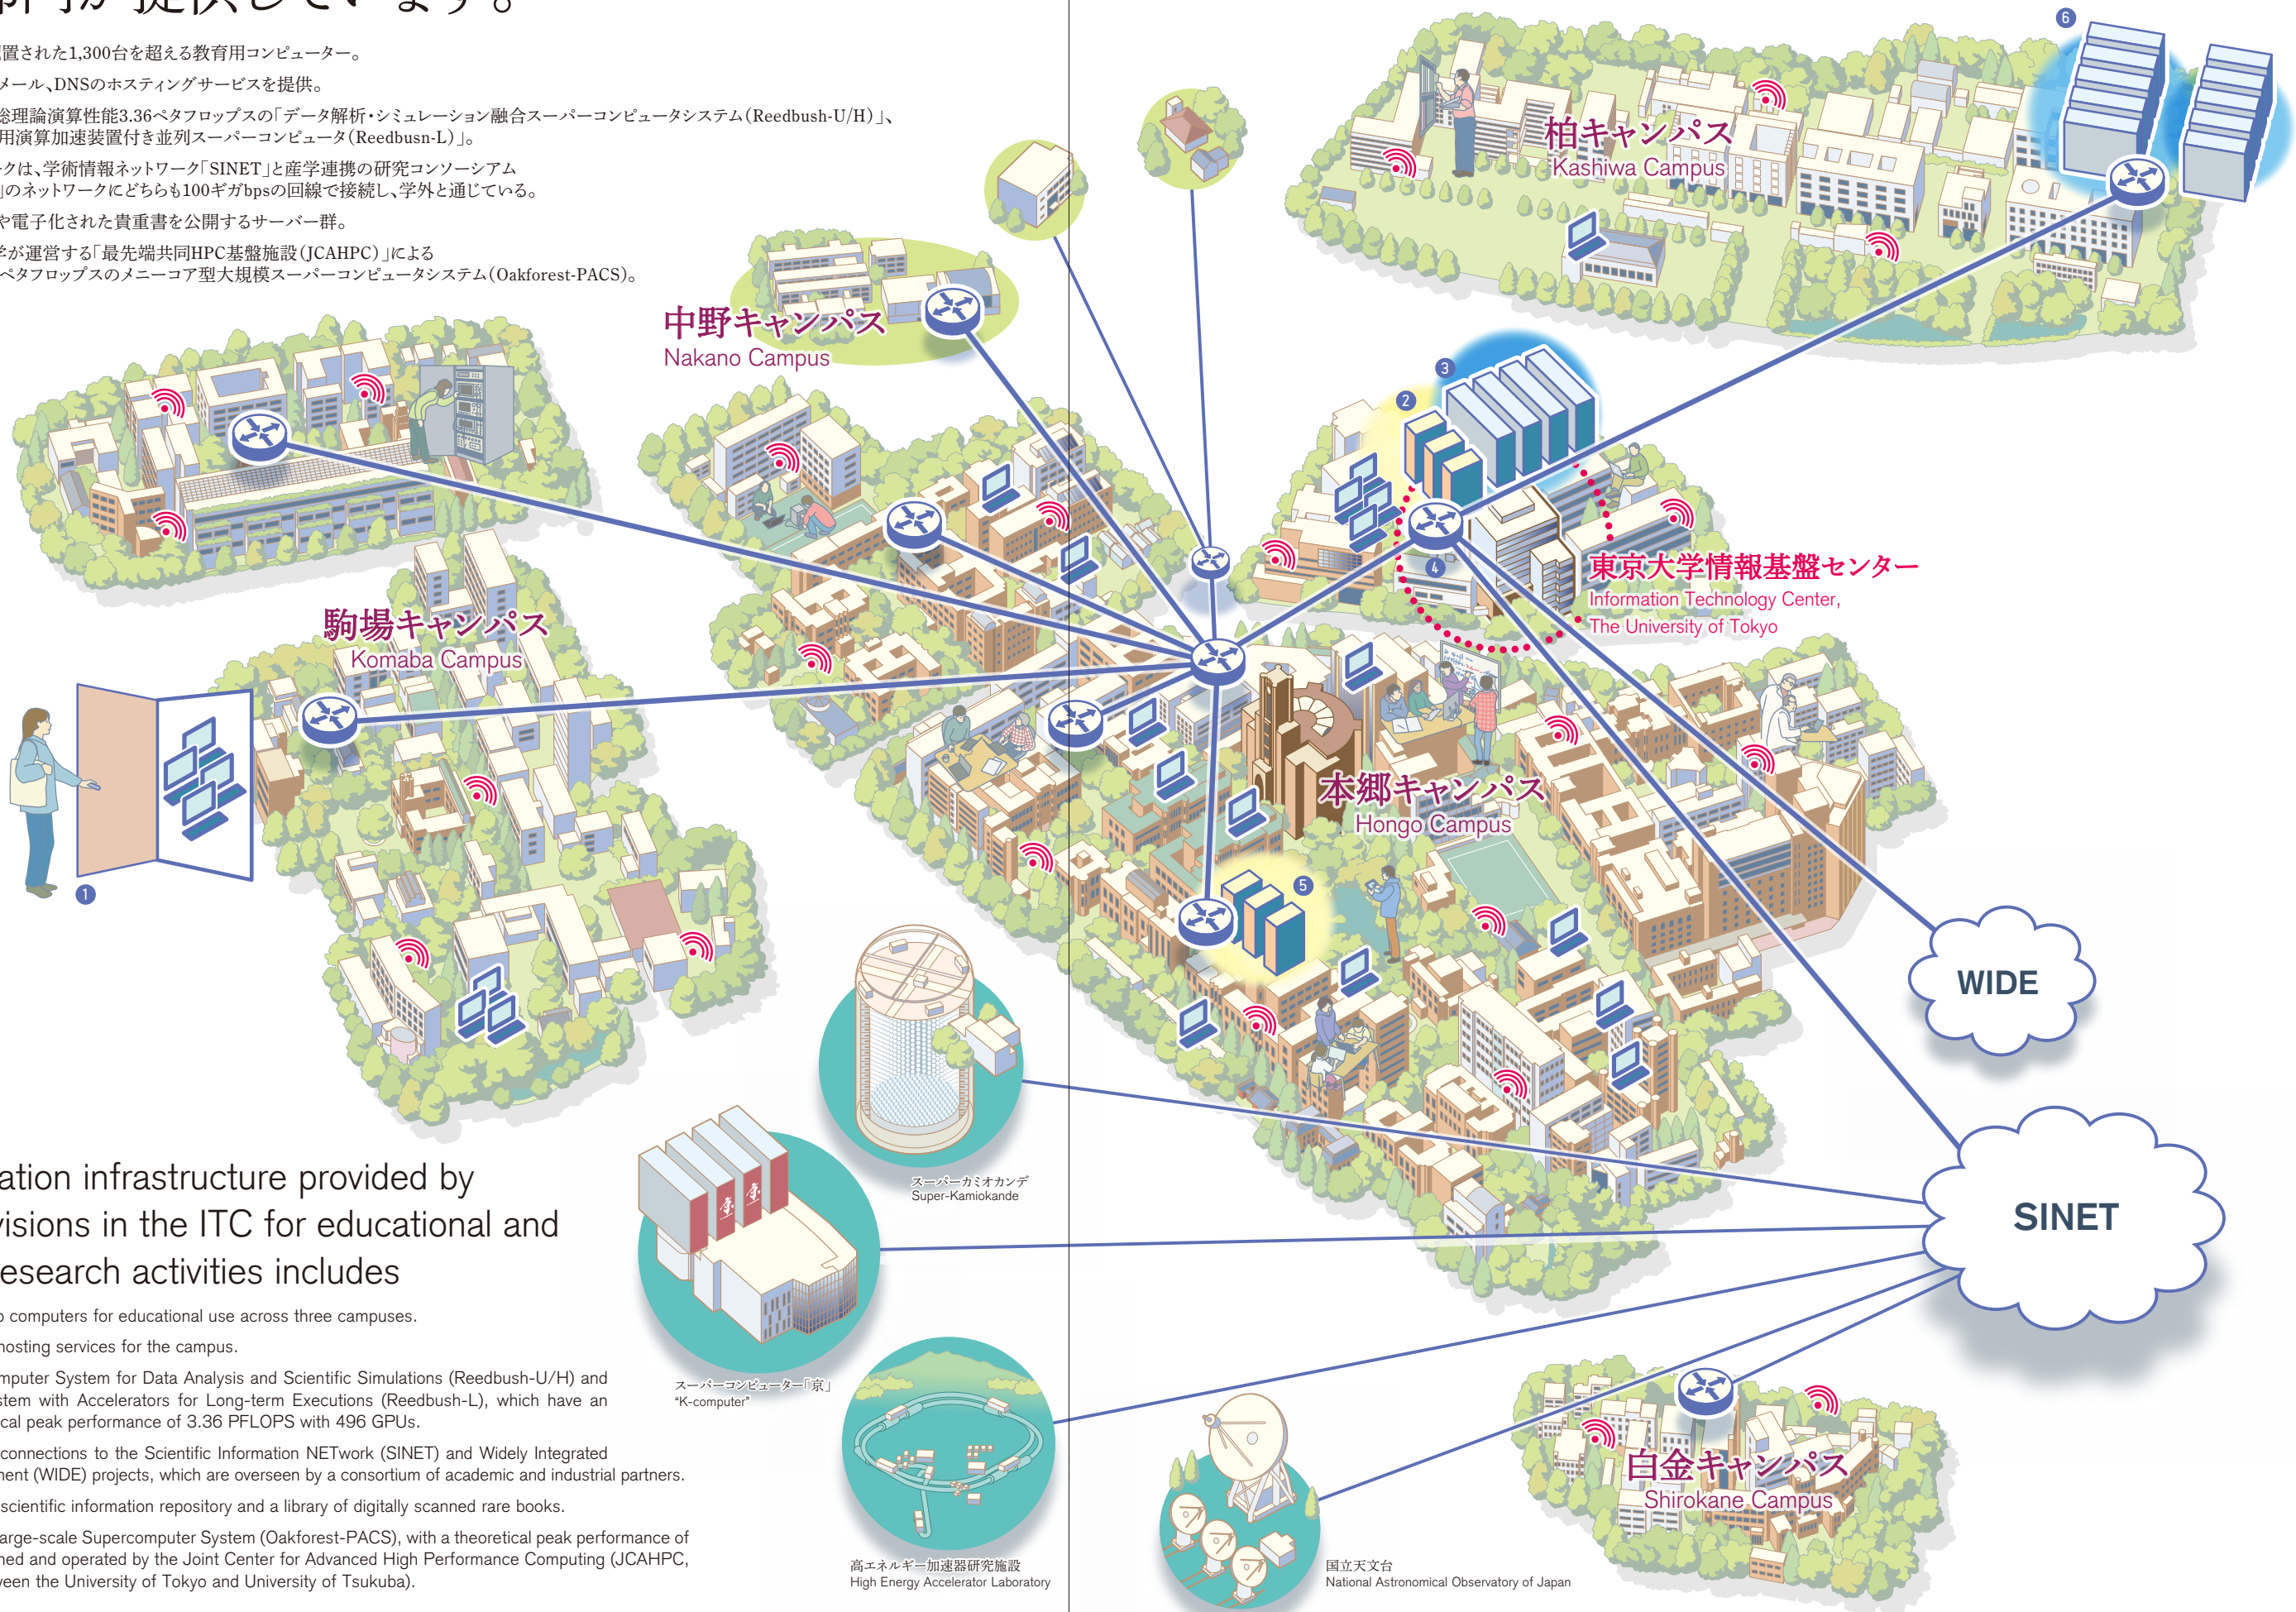 が提供しています。
置された1,300台を超える教育用コンピューター。
メール、DNSのホスティングサービスを提供。
総理論演算性能3.36ペタフロップスの「データ解析・シミュレーション融合スーパーコンピュータシステム(Reedbush-U/H)」、
用演算加速装置付き並列スーパーコンピュータ(Reedbusn-L)」。
クは、学術情報ネットワーク「SINET」と産学連携の研究コンソーシアム
」のネットワークにどちらも100ギガbpsの回線で接続し、学外と通じている。
や電子化された貴重書を公開するサーバー群。
学が運営する「最先端共同HPC基盤施設(JCAHPC)」による
ペタフロップスのメニーコア型大規模スーパーコンピュータシステム(Oakforest-PACS)。
6
柏キャンパス
Kashiwa Campus
中野キャンパス
Nakano Campus
3
2
4
東京大学情報基盤センター
Information Technology Center,
The University of Tokyo
駒場キャンパス
Komaba Campus
1
本郷キャンパス
Hongo Campus
5
WIDE
SINET
スーパーカミオカンデ
Super-Kamiokande
京
京
スーパーコンピューター「京」
“K-computer”
高エネルギー加速器研究施設
High Energy Accelerator Laboratory
国立天文台
National Astronomical Observatory of Japan
白金キャンパス
Shirokane Campus
ation infrastructure provided by
visions in the ITC for educational and
esearch activities includes
p computers for educational use across three campuses.
hosting services for the campus.
mputer System for Data Analysis and Scientific Simulations (Reedbush-U/H) and
stem with Accelerators for Long-term Executions (Reedbush-L), which have an
cal peak performance of 3.36 PFLOPS with 496 GPUs.
connections to the Scientific Information NETwork (SINET) and Widely Integrated
ment (WIDE) projects, which are overseen by a consortium of academic and industrial partners.
scientific information repository and a library of digitally scanned rare books.
arge-scale Supercomputer System (Oakforest-PACS), with a theoretical peak performance of
ned and operated by the Joint Center for Advanced High Performance Computing (JCAHPC,
ween the University of Tokyo and University of Tsukuba).